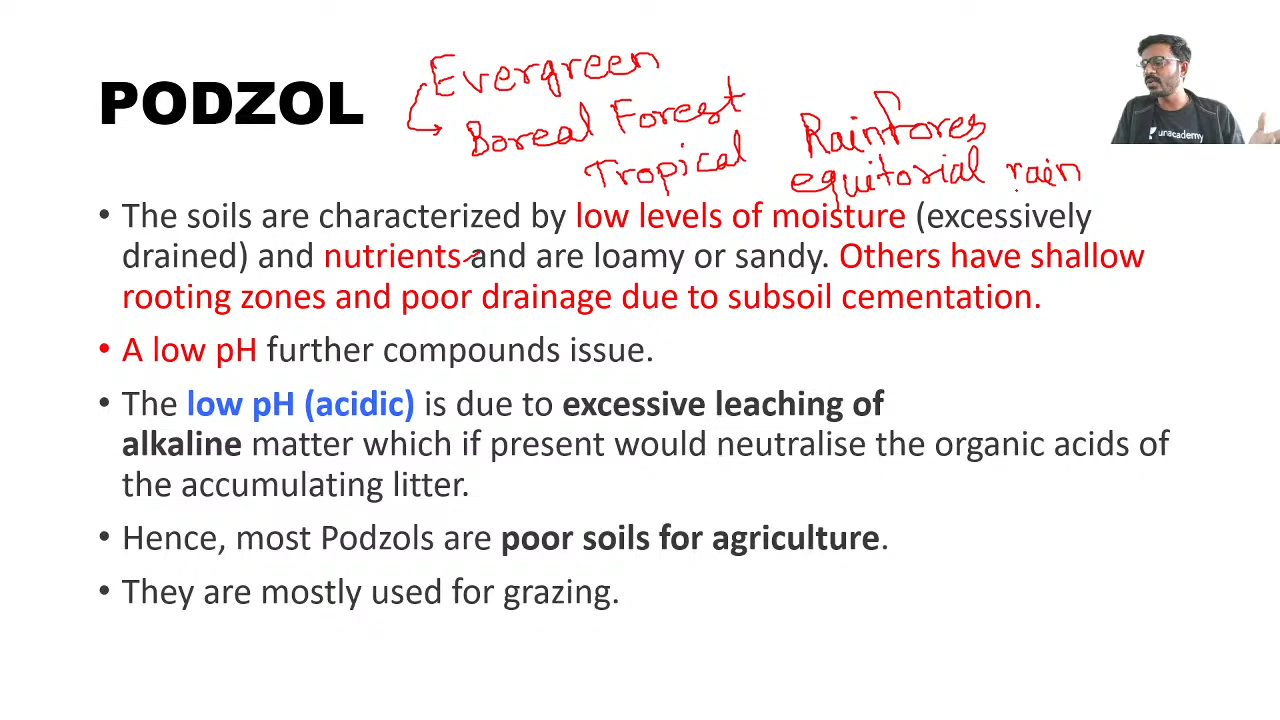 PODZOL
Evergreen
Boreal Forest
Tropical
Rainfores
equitorial rain
unacademy
• The soils are characterized by low levels of moisture (excessively
drained) and nutrients and are loamy or sandy. Others have shallow
rooting zones and poor drainage due to subsoil cementation.
• A low pH further compounds issue.
• The low pH (acidic) is due to excessive leaching of
alkaline matter which if present would neutralise the organic acids of
the accumulating litter.
• Hence, most Podzols are poor soils for agriculture.
• They are mostly used for grazing.